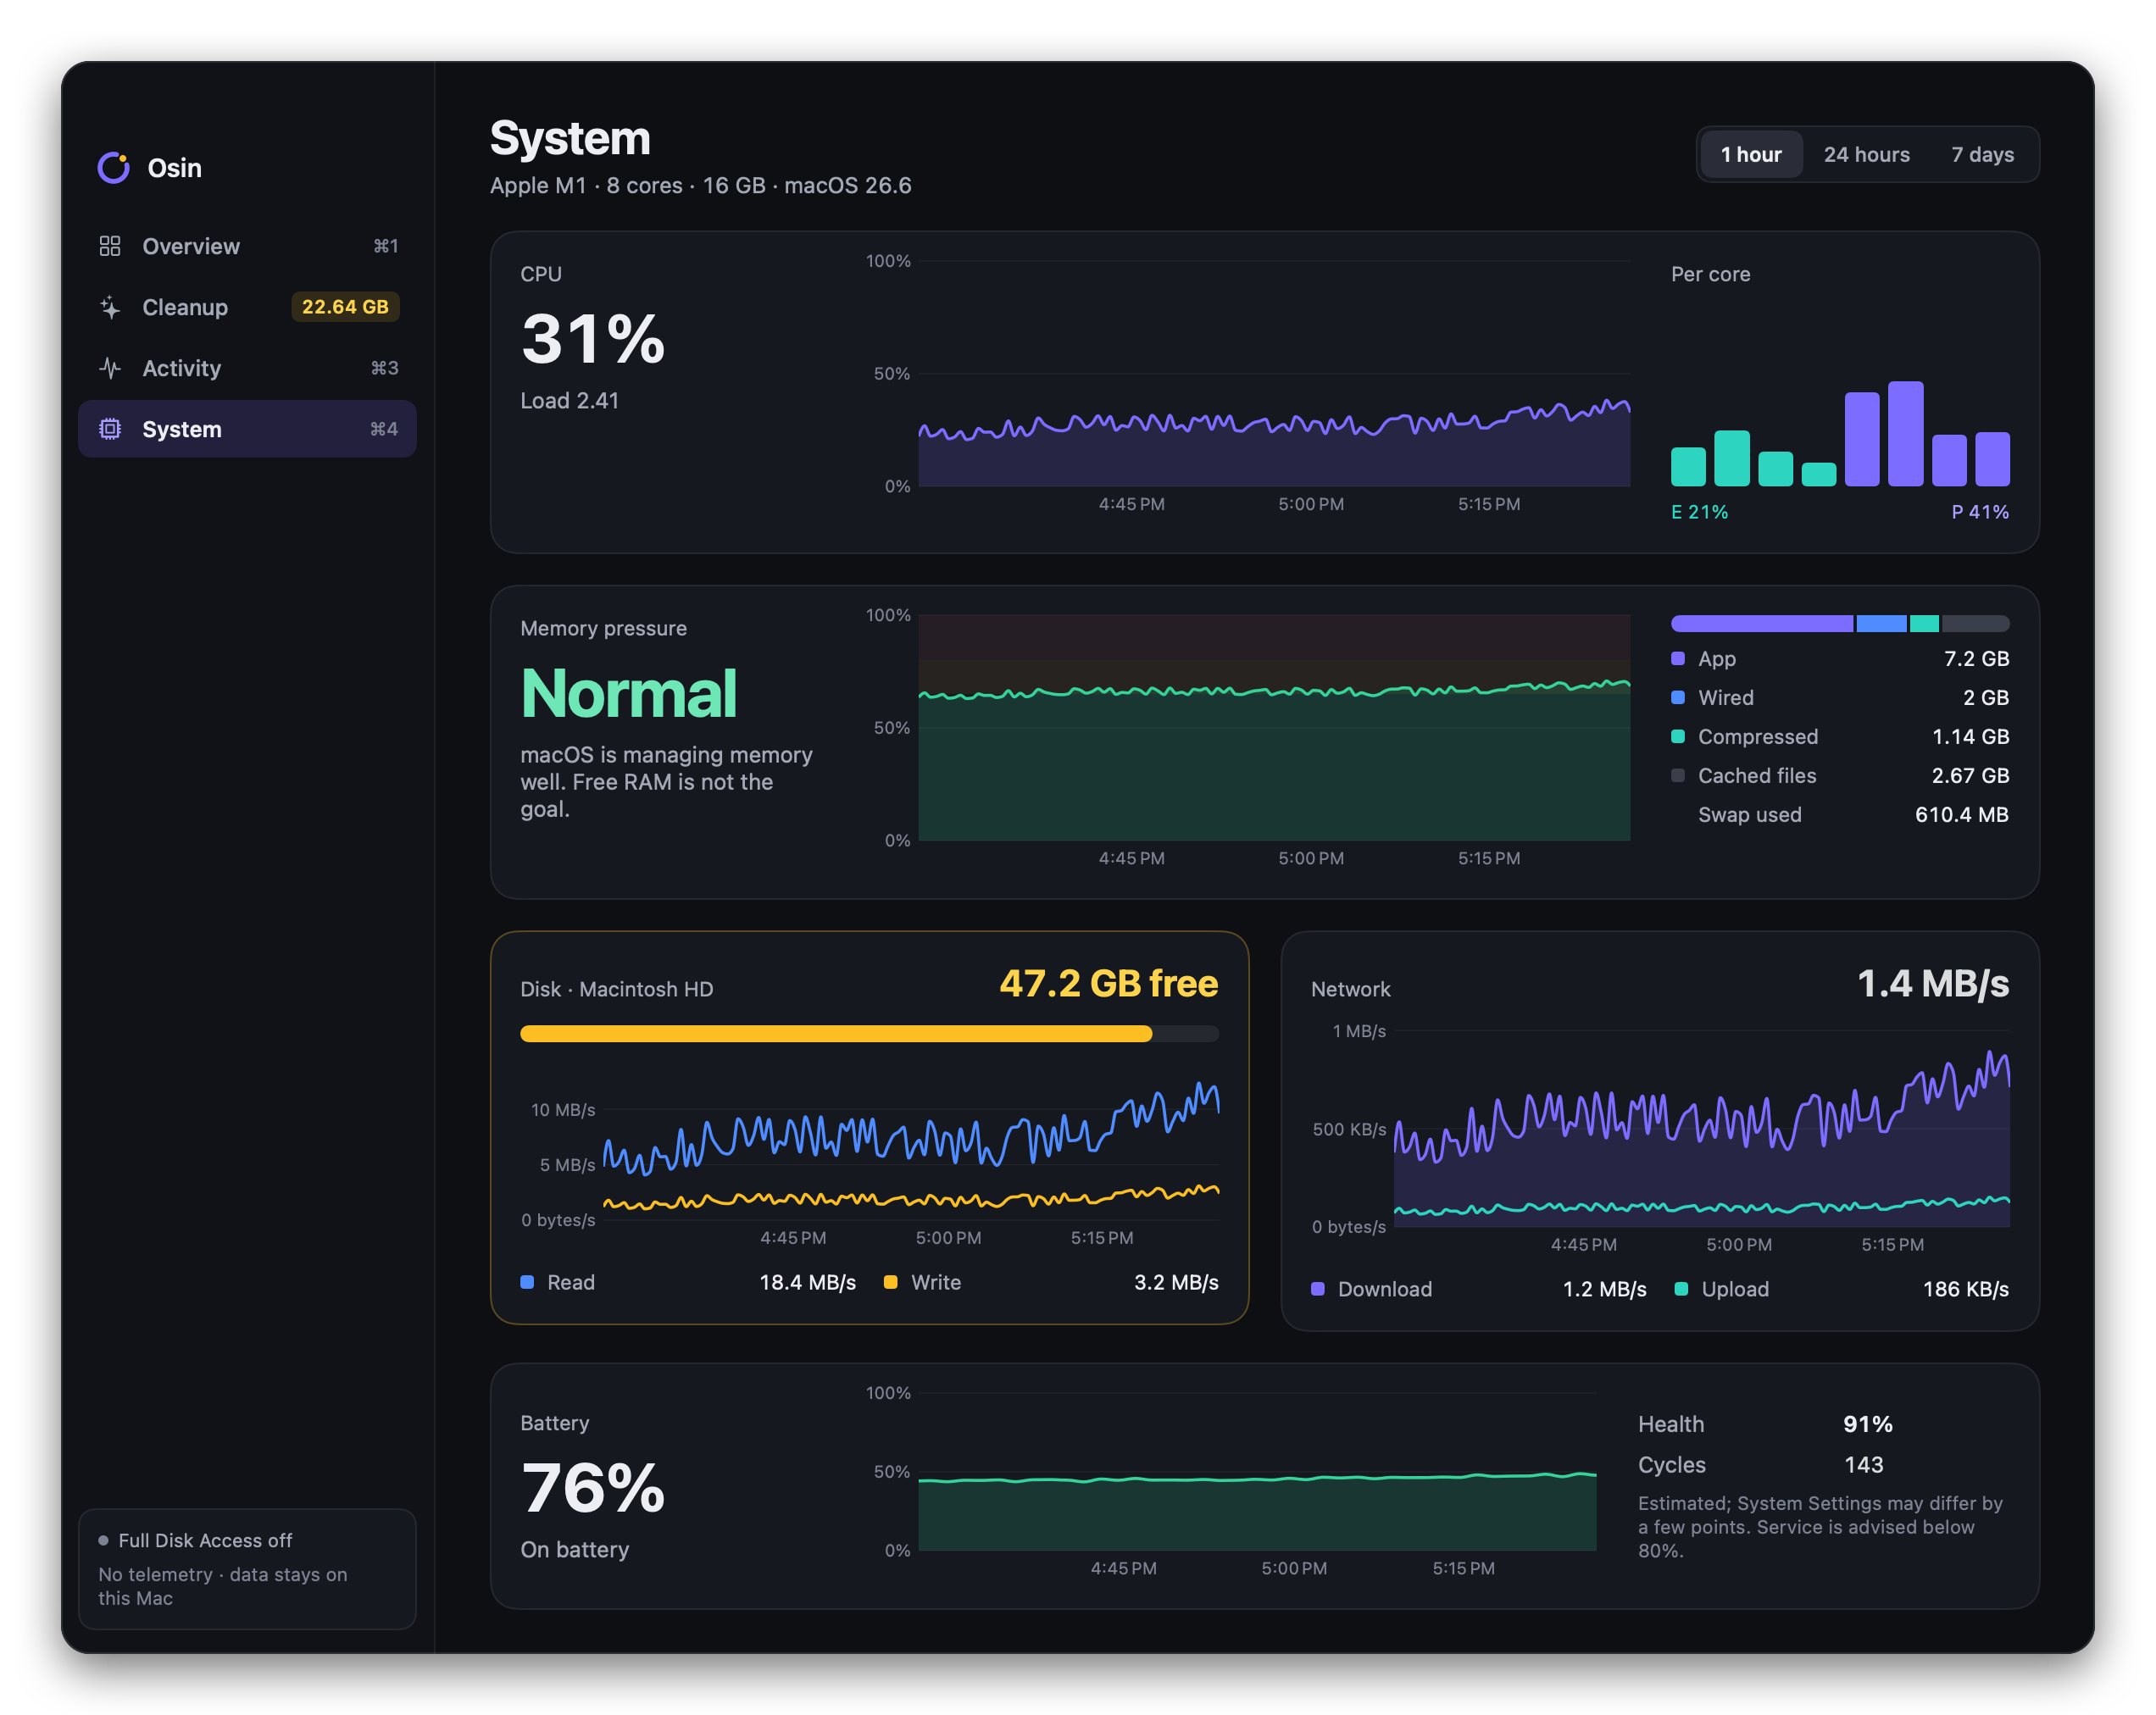 Osin
Overview ⌘1
Cleanup 22.64 GB
Activity ⌘3
System ⌘4
Full Disk Access off
No telemetry · data stays on
this Mac
System
Apple M1 · 8 cores · 16 GB · macOS 26.6
1 hour 24 hours 7 days
CPU
31%
Load 2.41
100%
50%
0%
4:45 PM 5:00 PM 5:15 PM
Per core
E 21% P 41%
Memory pressure
Normal
macOS is managing memory
well. Free RAM is not the
goal.
100%
50%
0%
4:45 PM 5:00 PM 5:15 PM
App 7.2 GB
Wired 2 GB
Compressed 1.14 GB
Cached files 2.67 GB
Swap used 610.4 MB
Disk · Macintosh HD 47.2 GB free
10 MB/s
5 MB/s
0 bytes/s
4:45 PM 5:00 PM 5:15 PM
Read 18.4 MB/s Write 3.2 MB/s
Network 1.4 MB/s
1 MB/s
500 KB/s
0 bytes/s
4:45 PM 5:00 PM 5:15 PM
Download 1.2 MB/s Upload 186 KB/s
Battery
76%
On battery
100%
50%
0%
4:45 PM 5:00 PM 5:15 PM
Health 91%
Cycles 143
Estimated; System Settings may differ by
a few points. Service is advised below
80%.